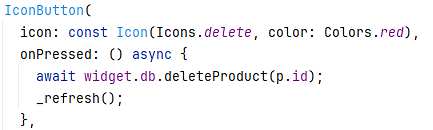 IconButton(
  icon: const Icon(Icons.delete, color: Colors.red),
  onPressed: () async {
    await widget.db.deleteProduct(p.id);
    _refresh();
  },